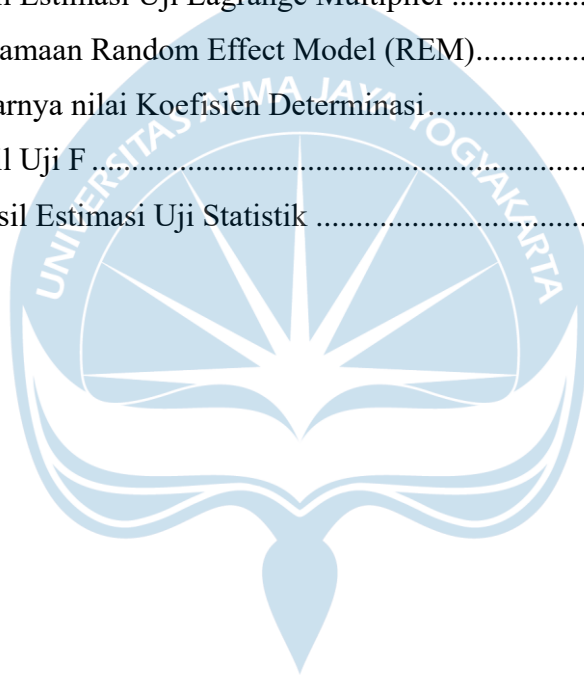 Estimasi Uji Lagrange Multiplier ................
amaan Random Effect Model (REM)................
arnya nilai Koefisien Determinasi......................
l Uji F ..................................................................
sil Estimasi Uji Statistik ....................................
UNIVERSITAS ATMA JAYA YOGYAKARTA